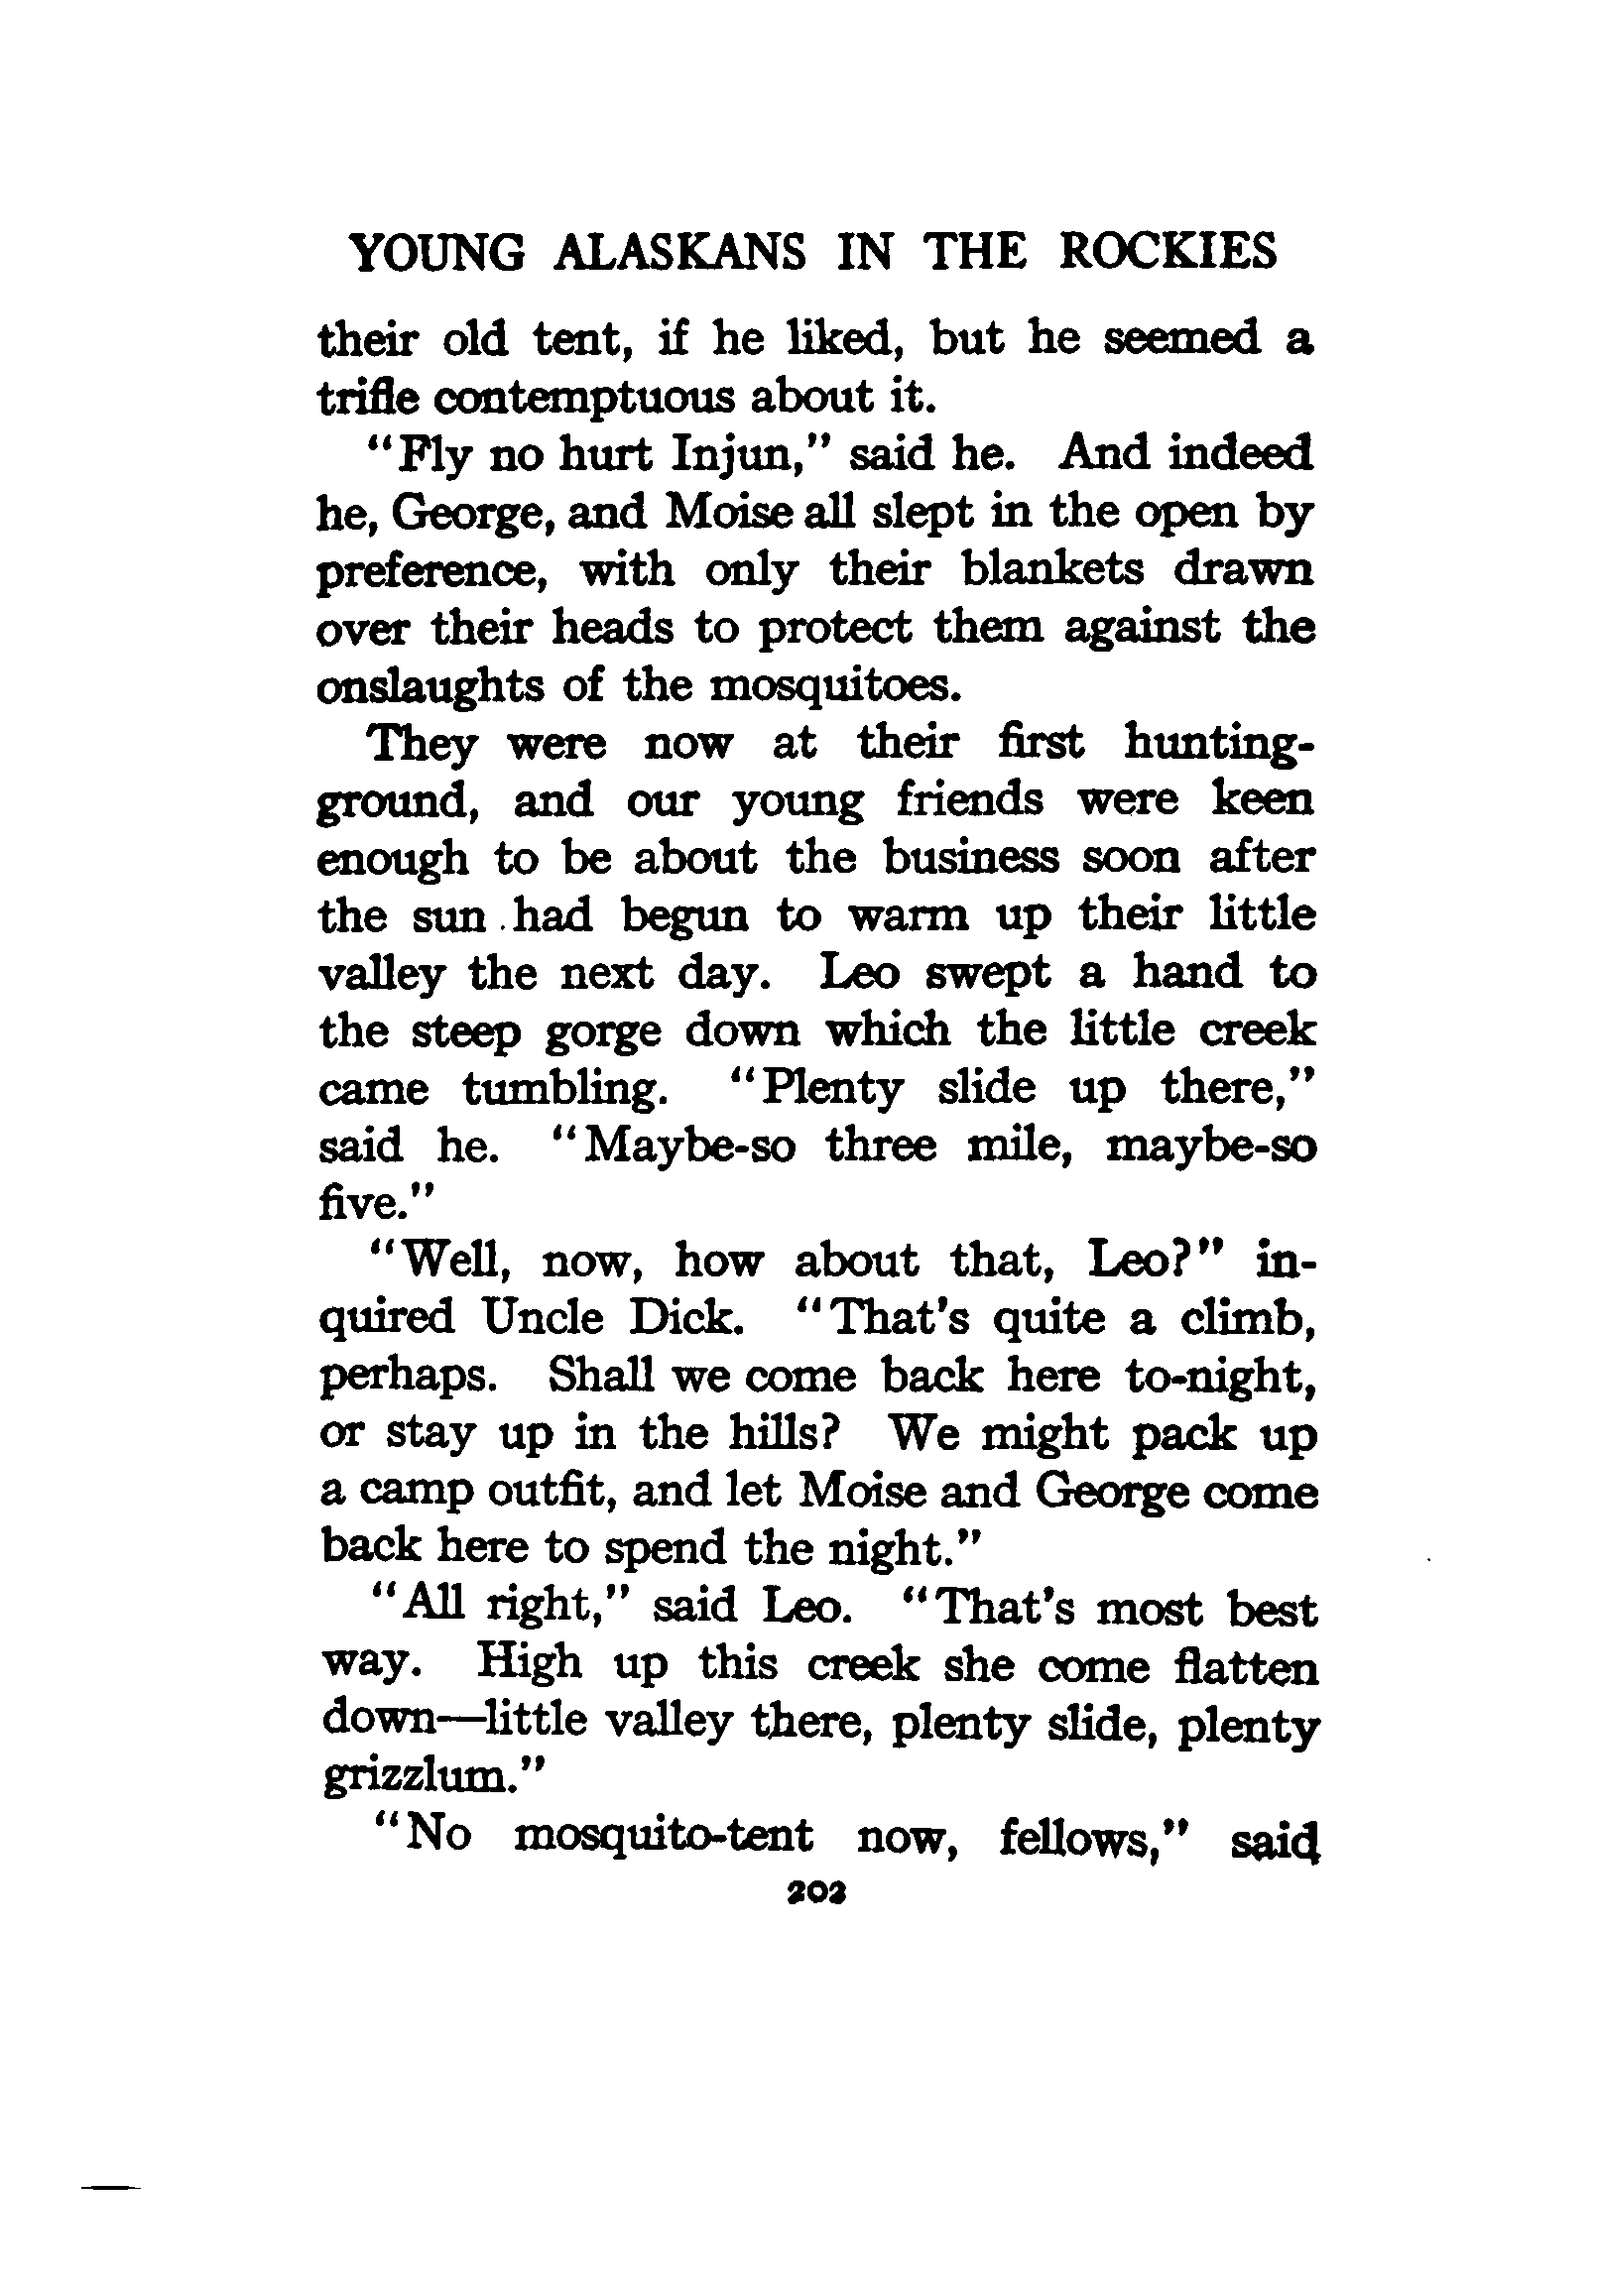 YOUNG ALASKANS IN THE ROCKIES
their old tent, if he liked, but he seemed a
trifle contemptuous about it.
"Fly no hurt Injun," said he. And indeed
he, George, and Moise all slept in the open by
preference, with only their blankets drawn
over their heads to protect them against the
onslaughts of the mosquitoes.
They were now at their first hunting-
ground, and our young friends were keen
enough to be about the business soon after
the sun had begun to warm up their little
valley the next day. Leo swept a hand to
the steep gorge down which the little creek
came tumbling. "Plenty slide up there,"
said he. "Maybe-so three mile, maybe-so
five."
"Well, now, how about that, Leo?" in-
quired Uncle Dick. "That's quite a climb,
perhaps. Shall we come back here to-night,
or stay up in the hills? We might pack up
a camp outfit, and let Moise and George come
back here to spend the night."
"All right," said Leo. "That's most best
way. High up this creek she come flatten
down—little valley there, plenty slide, plenty
grizzlum."
"No mosquito-tent now, fellows," said
202